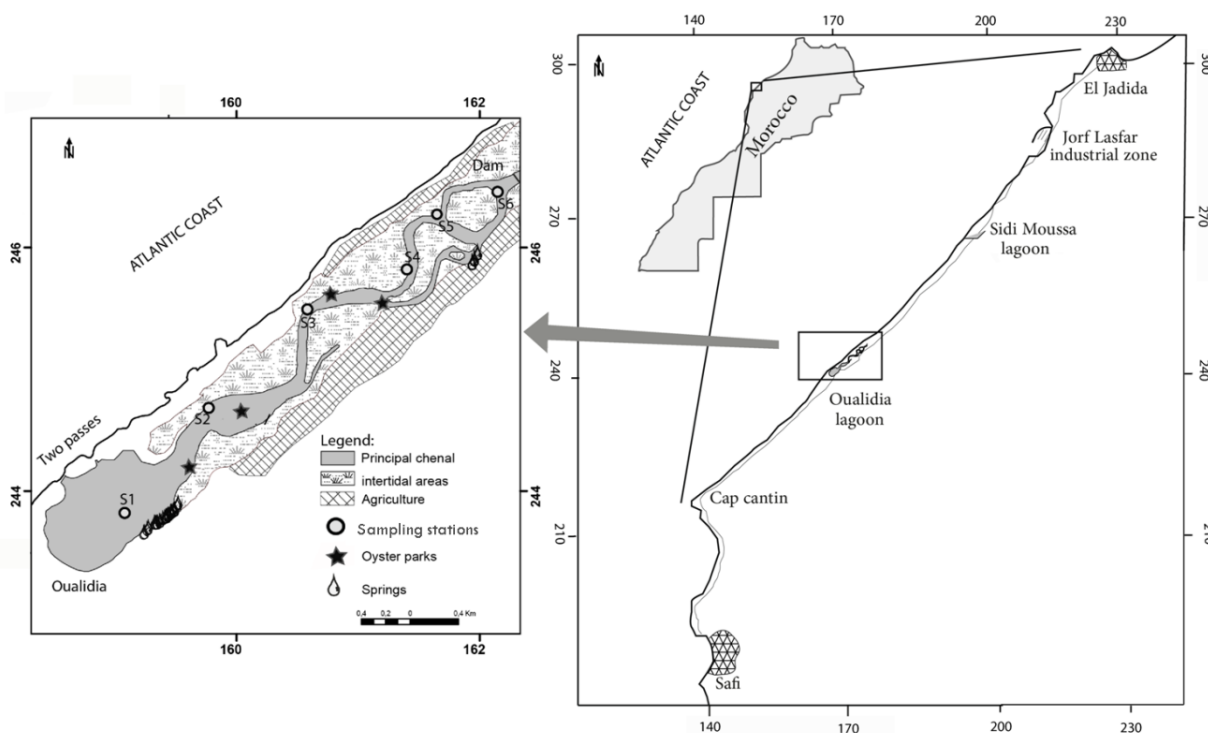 160
162
N
ATLANTIC COAST
Dam
S6
S5
246
246
S4
S3
S2
Two passes
244
244
S1
Oualidia
Legend:
Principal chenal
intertidal areas
Agriculture
Sampling stations
Oyster parks
Springs
0,4 0,2 0 0,4 Km
160
162
140
170
200
230
300
300
N
ATLANTIC COAST
Morocco
El Jadida
Jorf Lasfar
industrial zone
270
270
Sidi Moussa
lagoon
240
240
Oualidia
lagoon
Cap cantin
210
210
Safi
140
170
200
230